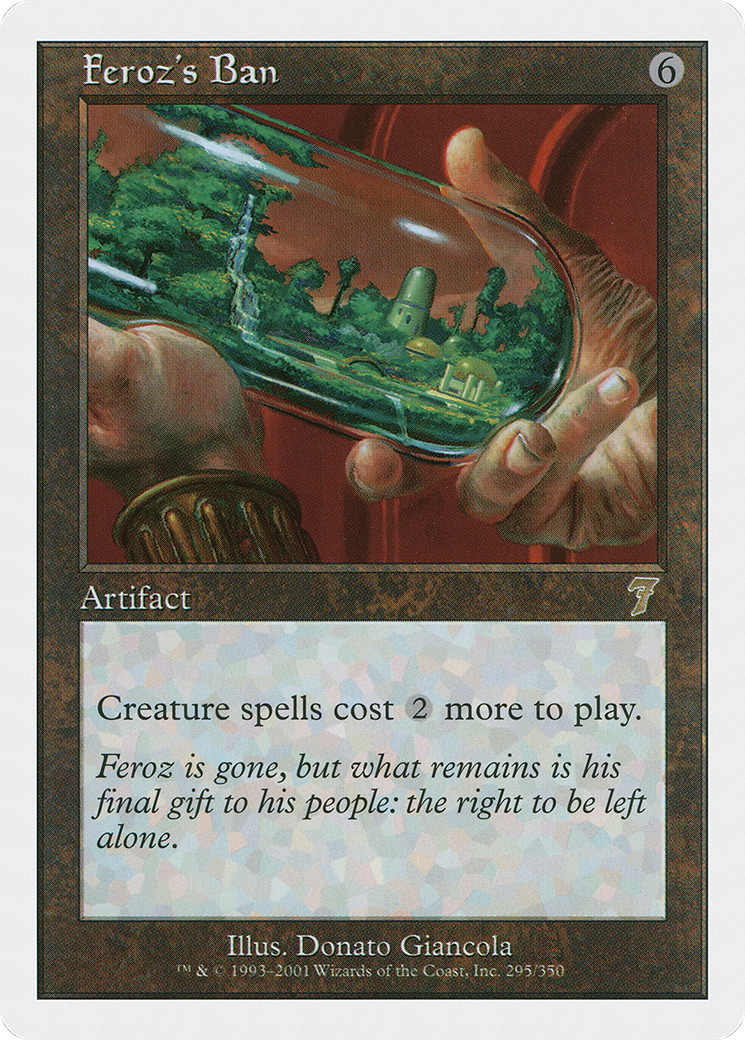 Feroz's Ban
6
Artifact
7
Creature spells cost 2 more to play.
Feroz is gone, but what remains is his
final gift to his people: the right to be left
alone.
Illus. Donato Giancola
™ & © 1993-2001 Wizards of the Coast, Inc. 295/350